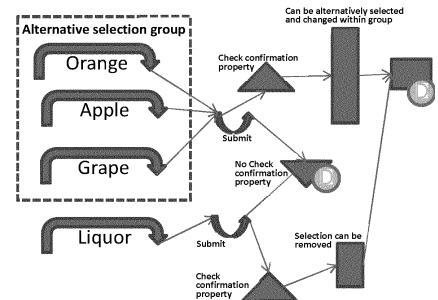 Can be alternatively selected
and changed within group
Alternative selection group
Orange
Check confirmation
property
Apple
Submit
Grape
No Check
confirmation
property
D
D
Liquor
Submit
Selection can be
removed
Check
confirmation
property